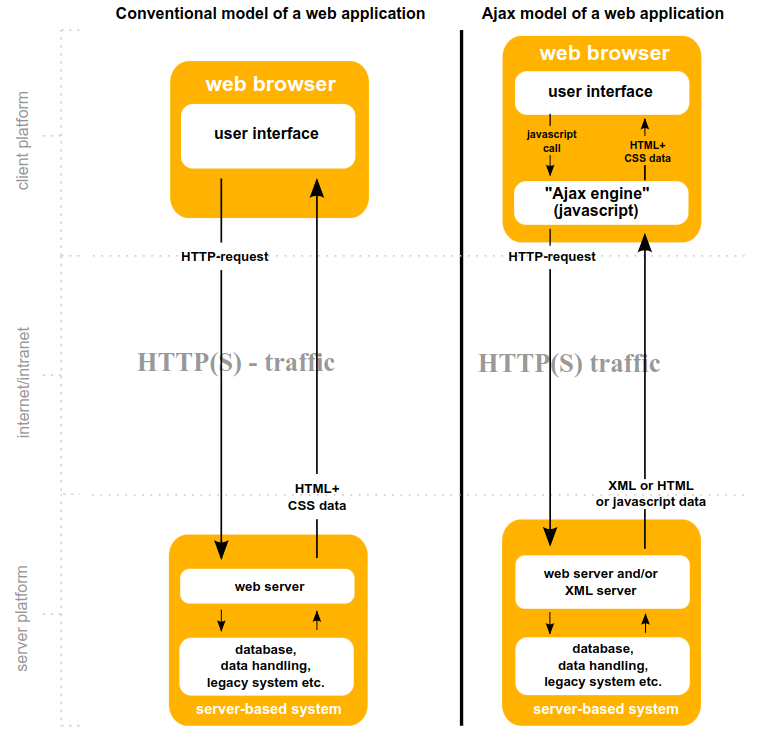 Conventional model of a web application
web browser
user interface
HTTP-request
HTTP(S) - traffic
HTML+
CSS data
web server
database,
data handling,
legacy system etc.
server-based system
Ajax model of a web application
web browser
user interface
javascript
call
HTML+
CSS data
"Ajax engine"
(javascript)
HTTP-request
HTTP(S) traffic
XML or HTML
or javascript data
web server and/or
XML server
database,
data handling,
legacy system etc.
server-based system
client platform
internet/intranet
server platform